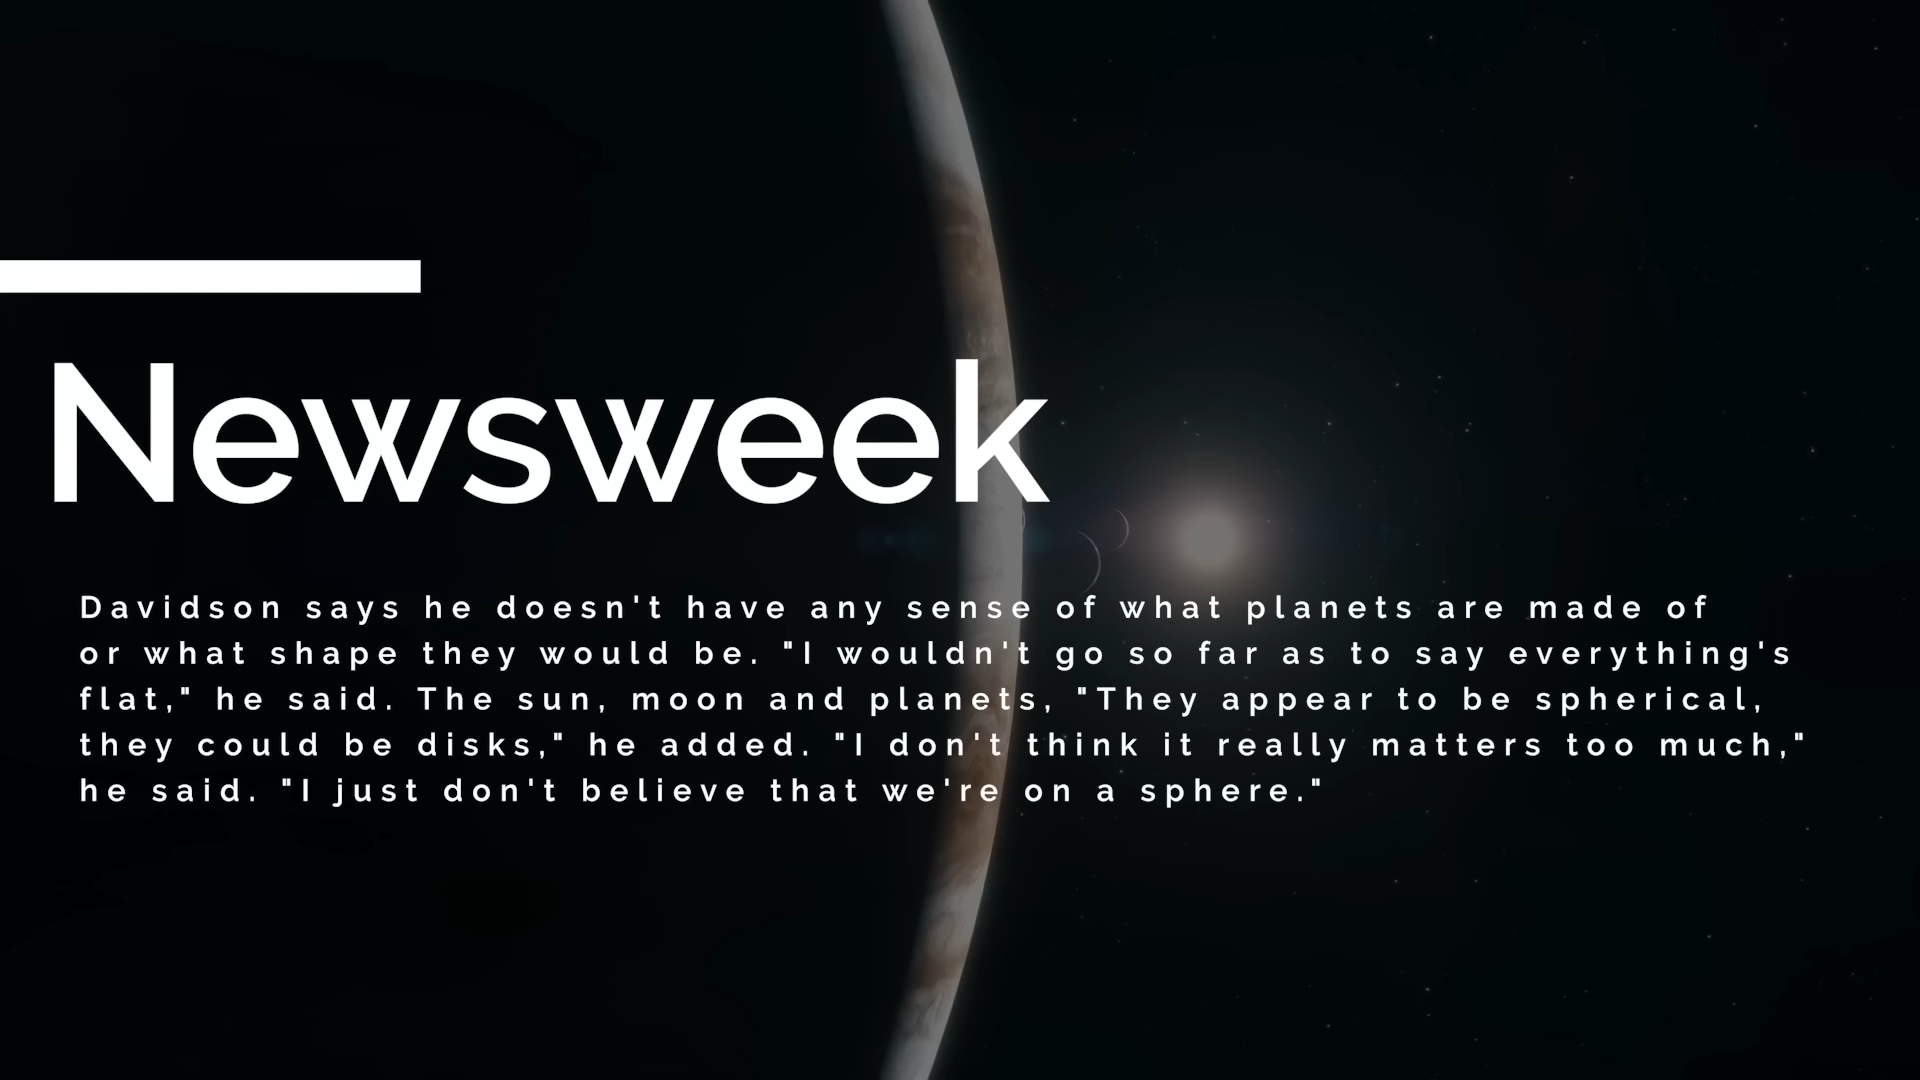 Newsweek
Davidson says he doesn't have any sense of what planets are made of
or what shape they would be. "I wouldn't go so far as to say everything's
flat," he said. The sun, moon and planets, "They appear to be spherical,
they could be disks," he added. "I don't think it really matters too much,"
he said. "I just don't believe that we're on a sphere."